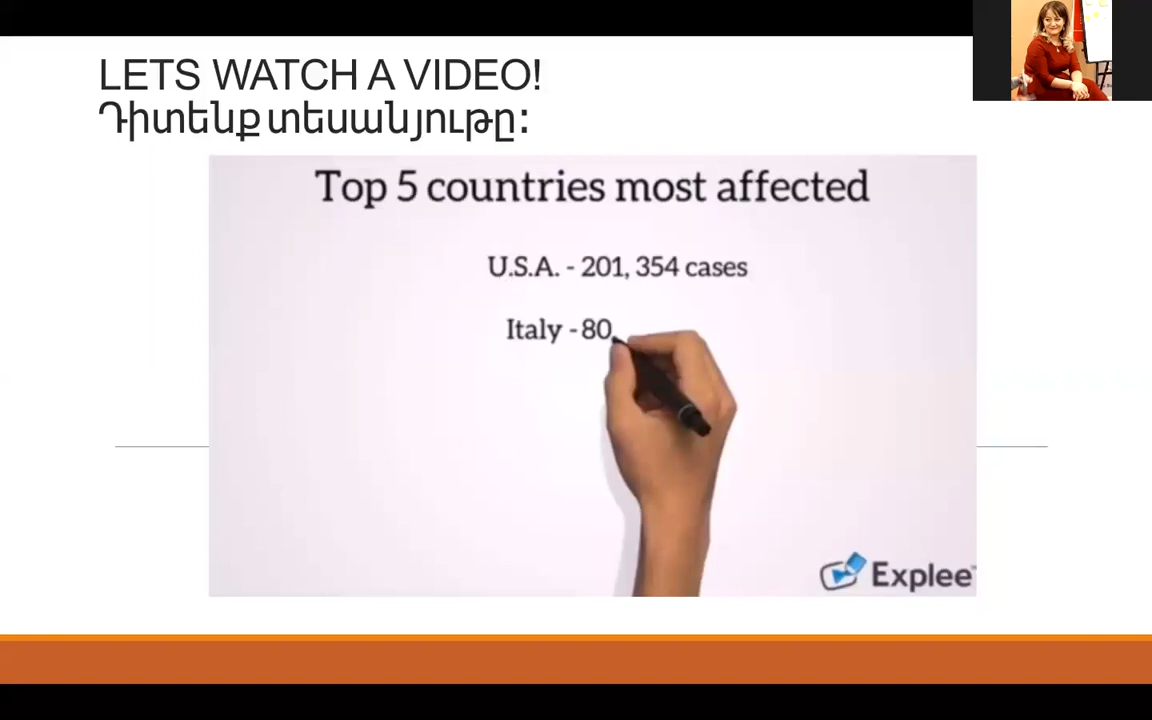 LETS WATCH A VIDEO!
Դիտենք տեսանյութը:
Top 5 countries most affected
U.S.A. - 201, 354 cases
Italy - 80,
Explee